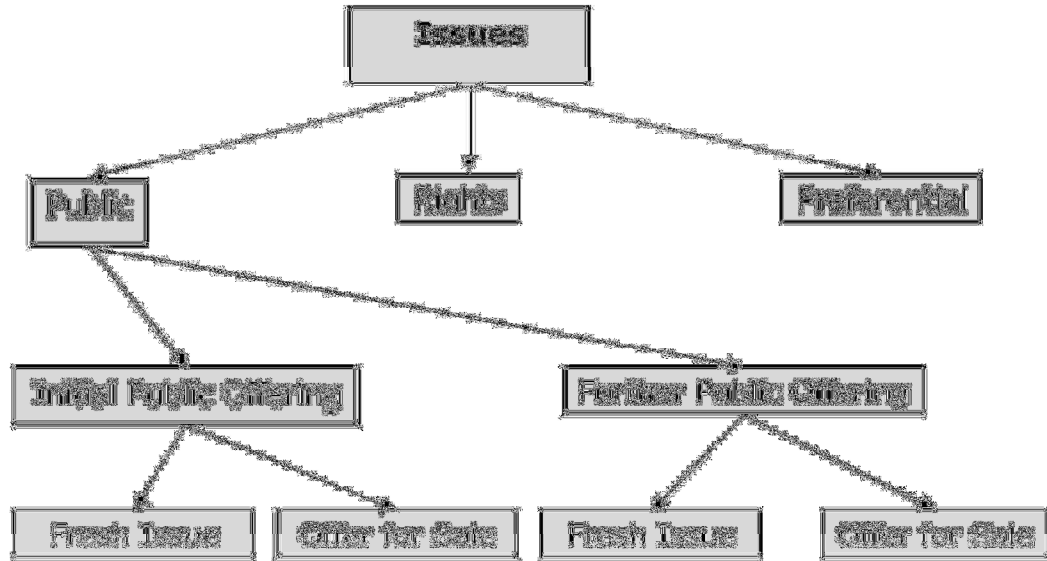 Issues
Public
Rights
Preferential
Initial Public Offering
Further Public Offering
Fresh Issue
Offer for Sale
Fresh Issue
Offer for Sale